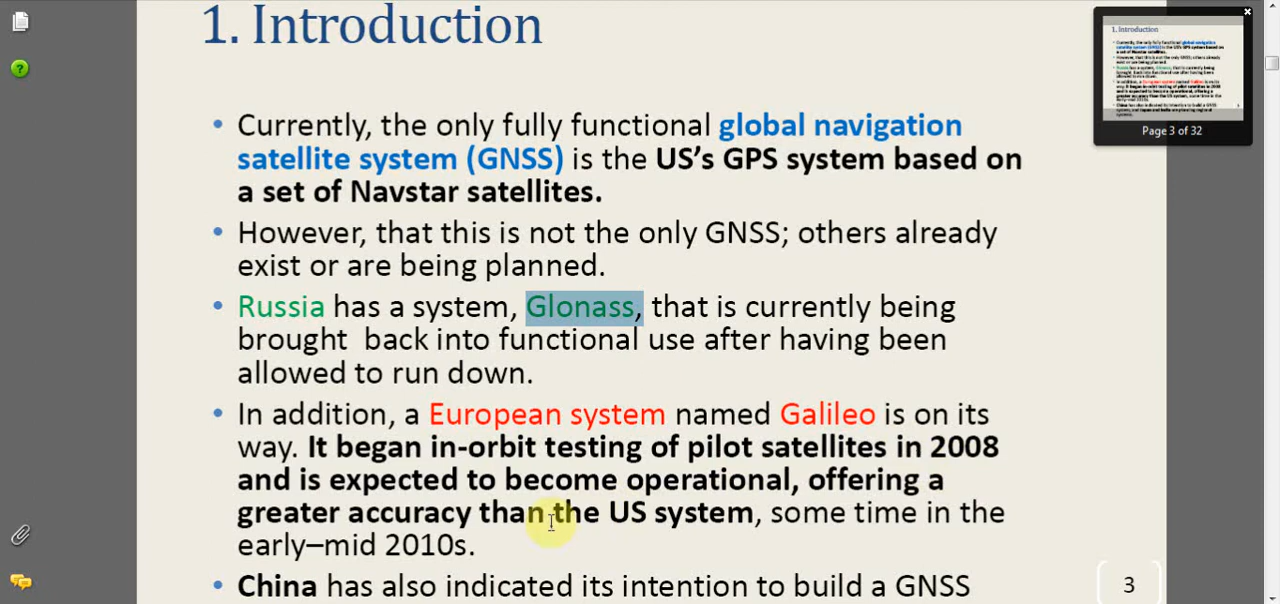 1. Introduction
• Currently, the only fully functional global navigation
satellite system (GNSS) is the US’s GPS system based on
a set of Navstar satellites.
• However, that this is not the only GNSS; others already
exist or are being planned.
• Russia has a system, Glonass, that is currently being
brought  back into functional use after having been
allowed to run down.
• In addition, a European system named Galileo is on its
way. It began in-orbit testing of pilot satellites in 2008
and is expected to become operational, offering a
greater accuracy than the US system, some time in the
early–mid 2010s.
• China has also indicated its intention to build a GNSS
3
Page 3 of 32